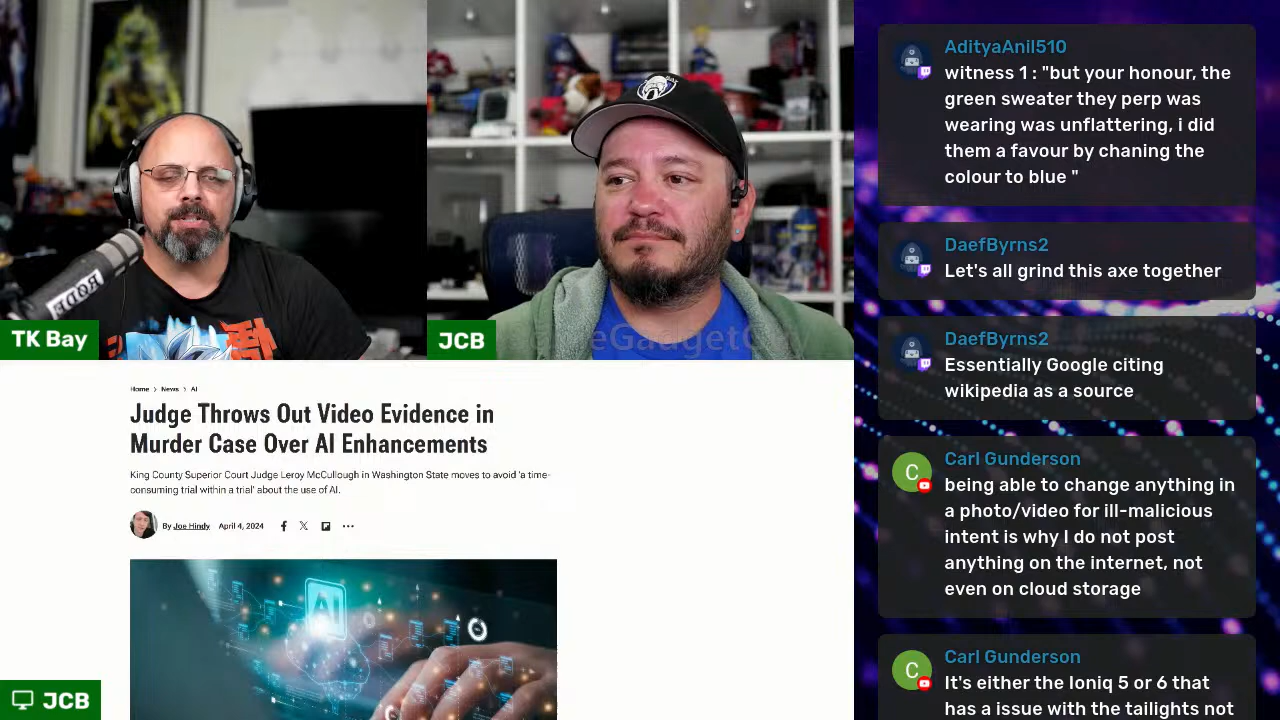 RODE
TK Bay
JCB
Home > News > AI
Judge Throws Out Video Evidence in
Murder Case Over AI Enhancements
King County Superior Court Judge Leroy McCullough in Washington State moves to avoid 'a time-
consuming trial within a trial' about the use of AI.
By Joe Hindy April 4, 2024
AI
JCB
AdityaAnil510
witness 1 : "but your honour, the
green sweater they perp was
wearing was unflattering, i did
them a favour by chaning the
colour to blue "
DaefByrns2
Let's all grind this axe together
DaefByrns2
Essentially Google citing
wikipedia as a source
C
Carl Gunderson
being able to change anything in
a photo/video for ill-malicious
intent is why I do not post
anything on the internet, not
even on cloud storage
C
Carl Gunderson
It's either the Ioniq 5 or 6 that
has a issue with the tailights not